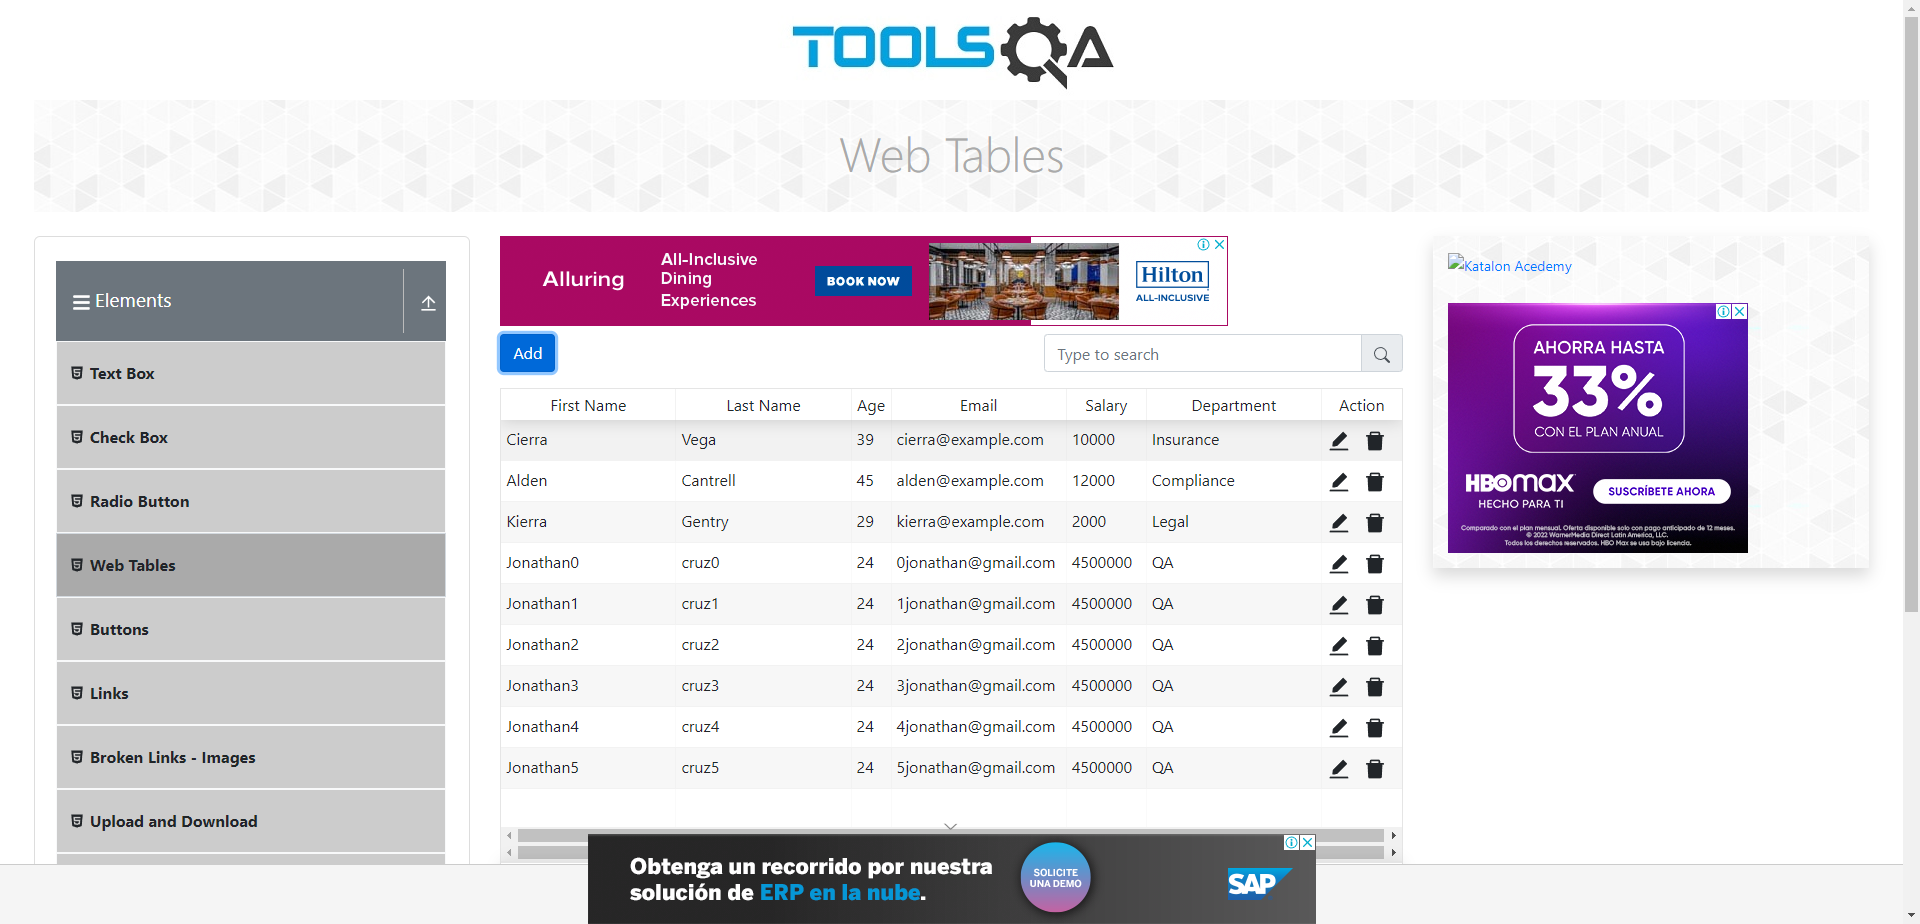 TOOLSQA
Web Tables
Elements
Text Box
Check Box
Radio Button
Web Tables
Buttons
Links
Broken Links - Images
Upload and Download
Alluring
All-Inclusive
Dining
Experiences
BOOK NOW
Hilton
ALL-INCLUSIVE
Add
Type to search
First Name Last Name Age Email Salary Department Action
Cierra Vega 39 cierra@example.com 10000 Insurance
Alden Cantrell 45 alden@example.com 12000 Compliance
Kierra Gentry 29 kierra@example.com 2000 Legal
Jonathan0 cruz0 24 0jonathan@gmail.com 4500000 QA
Jonathan1 cruz1 24 1jonathan@gmail.com 4500000 QA
Jonathan2 cruz2 24 2jonathan@gmail.com 4500000 QA
Jonathan3 cruz3 24 3jonathan@gmail.com 4500000 QA
Jonathan4 cruz4 24 4jonathan@gmail.com 4500000 QA
Jonathan5 cruz5 24 5jonathan@gmail.com 4500000 QA
Katalon Acedemy
AHORRA HASTA
33%
CON EL PLAN ANUAL
HBOMAX
HECHO PARA TI
SUSCRÍBETE AHORA
Comparado con el plan mensual. Oferta disponible solo con pago anticipado de 12 meses.
© 2022 WarnerMedia Direct Latin America, LLC.
Todos los derechos reservados. HBO Max se usa bajo licencia.
Obtenga un recorrido por nuestra
solución de ERP en la nube.
SOLICITE
UNA DEMO
SAP